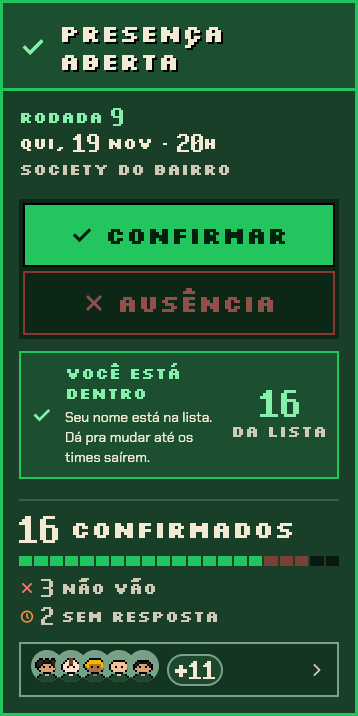 PRESENÇA
ABERTA
RODADA 9
QUI, 19 NOV · 20H
SOCIETY DO BAIRRO
CONFIRMAR
AUSÊNCIA
VOCÊ ESTÁ
DENTRO
Seu nome está na lista.
Dá pra mudar até os
times saírem.
16
DA LISTA
16 CONFIRMADOS
3 NÃO VÃO
2 SEM RESPOSTA
+11